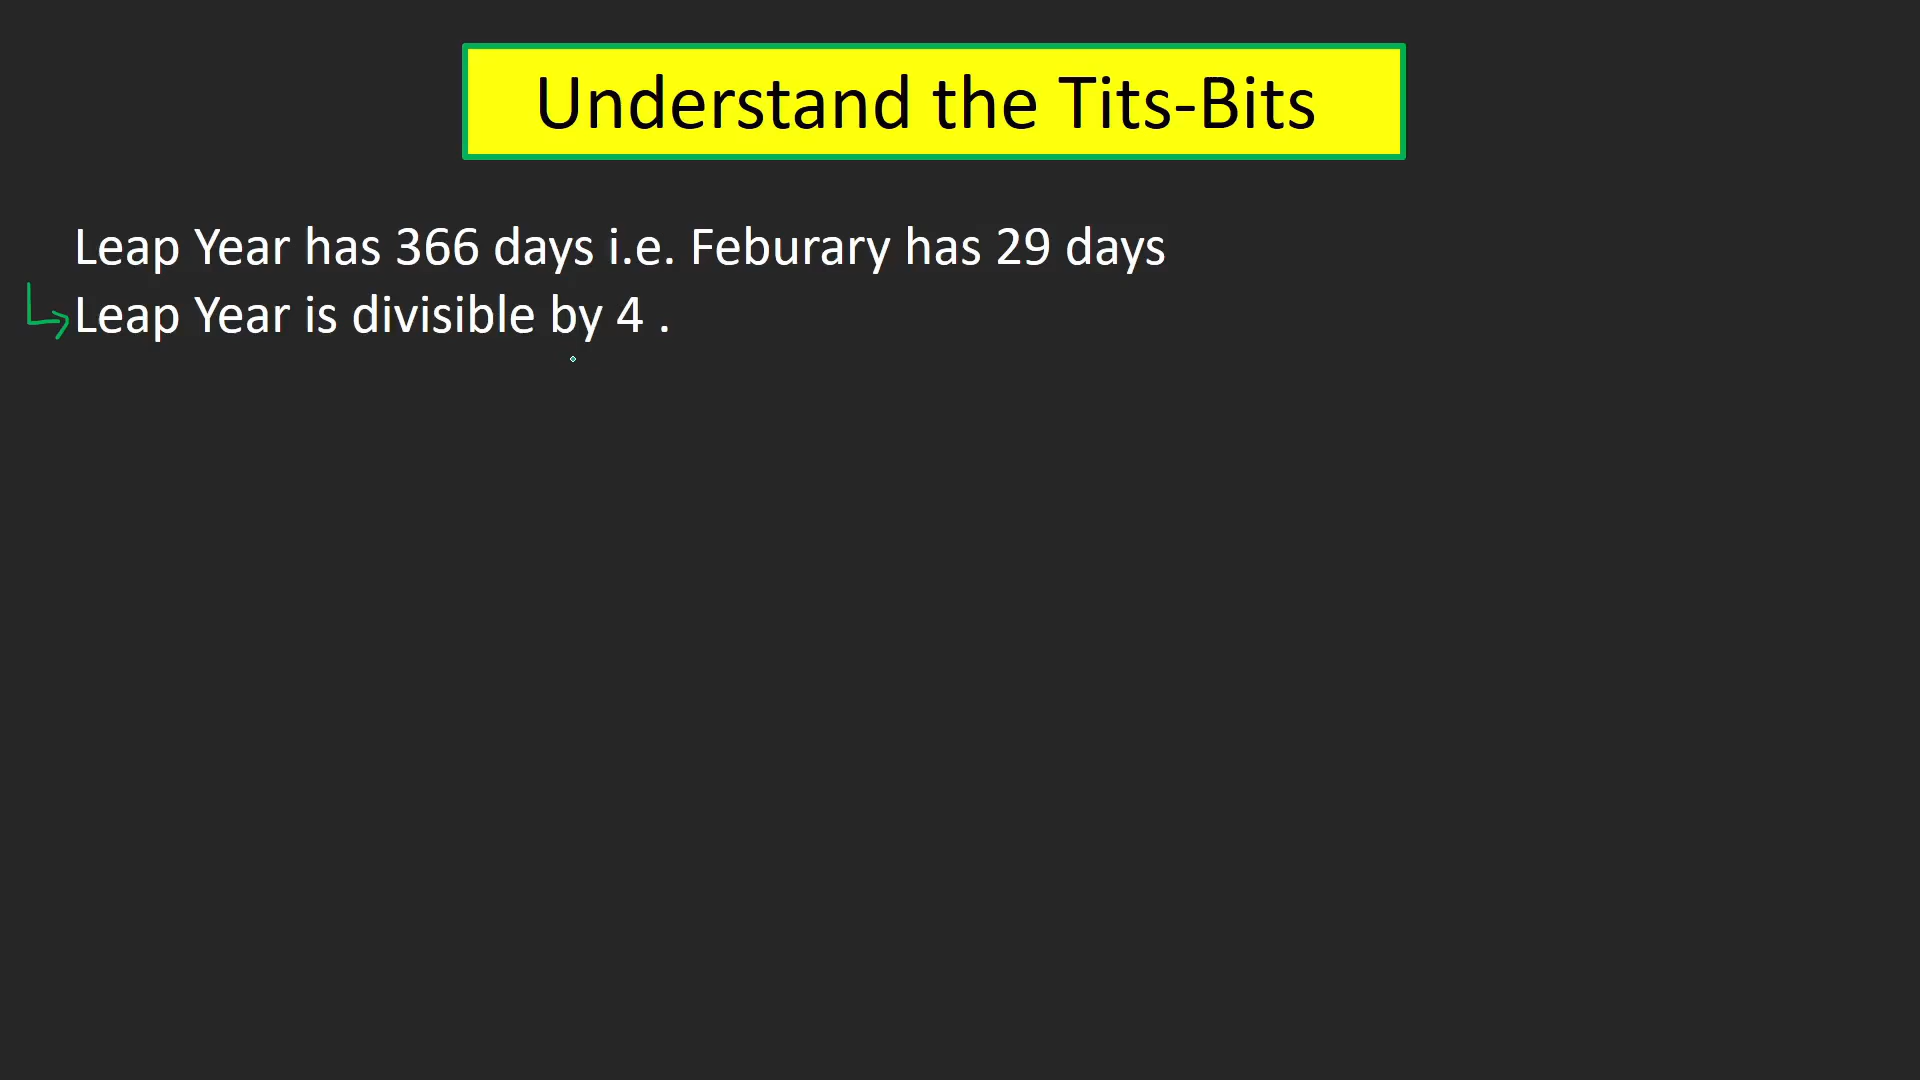 Understand the Tits-Bits
Leap Year has 366 days i.e. Feburary has 29 days
Leap Year is divisible by 4 .